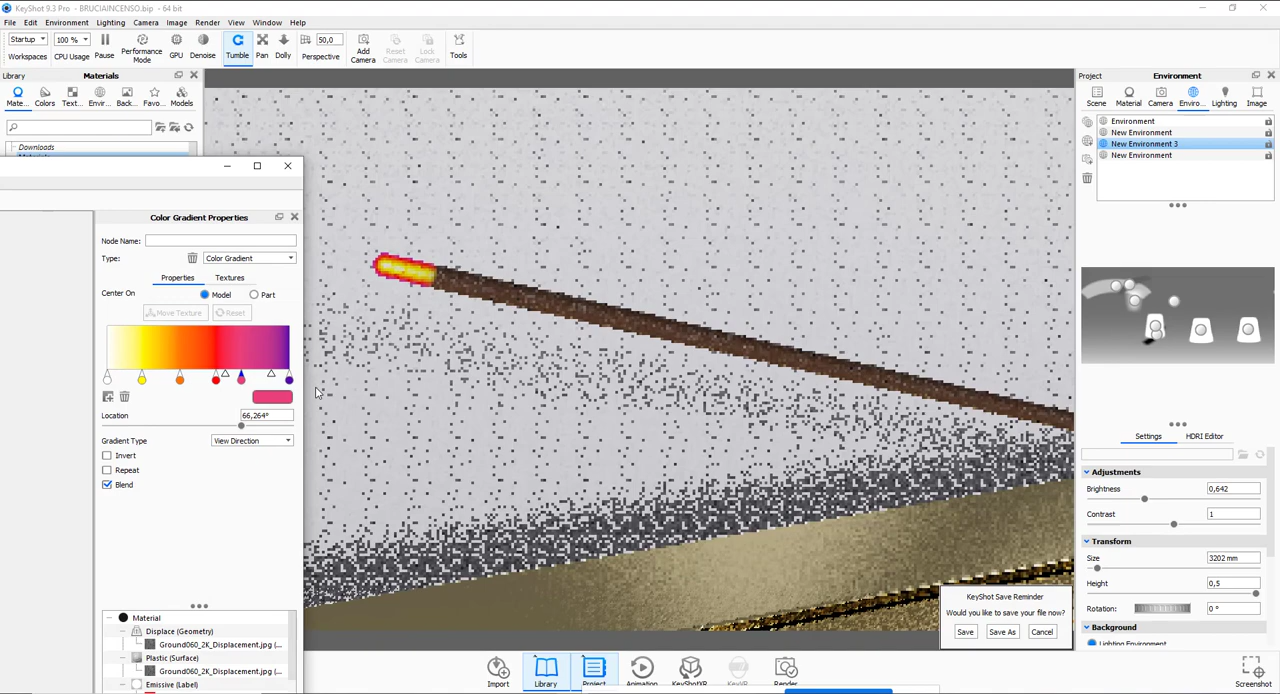 KeyShot 9.3 Pro - BRUCIAINCENSO.bip - 64 bit
File Edit Environment Lighting Camera Image Render View Window Help
Startup 100 % 50,0
Workspaces CPU Usage Pause Performance Mode GPU Denoise Tumble Pan Dolly Perspective Add Camera Reset Camera Lock Camera Tools
Library Materials
Mate... Colors Text... Envir... Back... Favo... Models
Downloads
Color Gradient Properties
Node Name:
Type: Color Gradient
Properties Textures
Center On Model Part
Move Texture Reset
Location 66,264°
Gradient Type View Direction
Invert
Repeat
Blend
Material
Displace (Geometry)
Ground060_2K_Displacement.jpg (...
Plastic (Surface)
Ground060_2K_Displacement.jpg (...
Emissive (Label)
Project Environment
Scene Material Camera Enviro... Lighting Image
Environment
New Environment
New Environment 3
New Environment
Settings HDRI Editor
Adjustments
Brightness 0,642
Contrast 1
Transform
Size 3202 mm
Height 0,5
Rotation: 0 °
Background
Lighting Environment
KeyShot Save Reminder
Would you like to save your file now?
Save Save As Cancel
Import Library Project Animation KeyShotXR KeyVR Render Screenshot